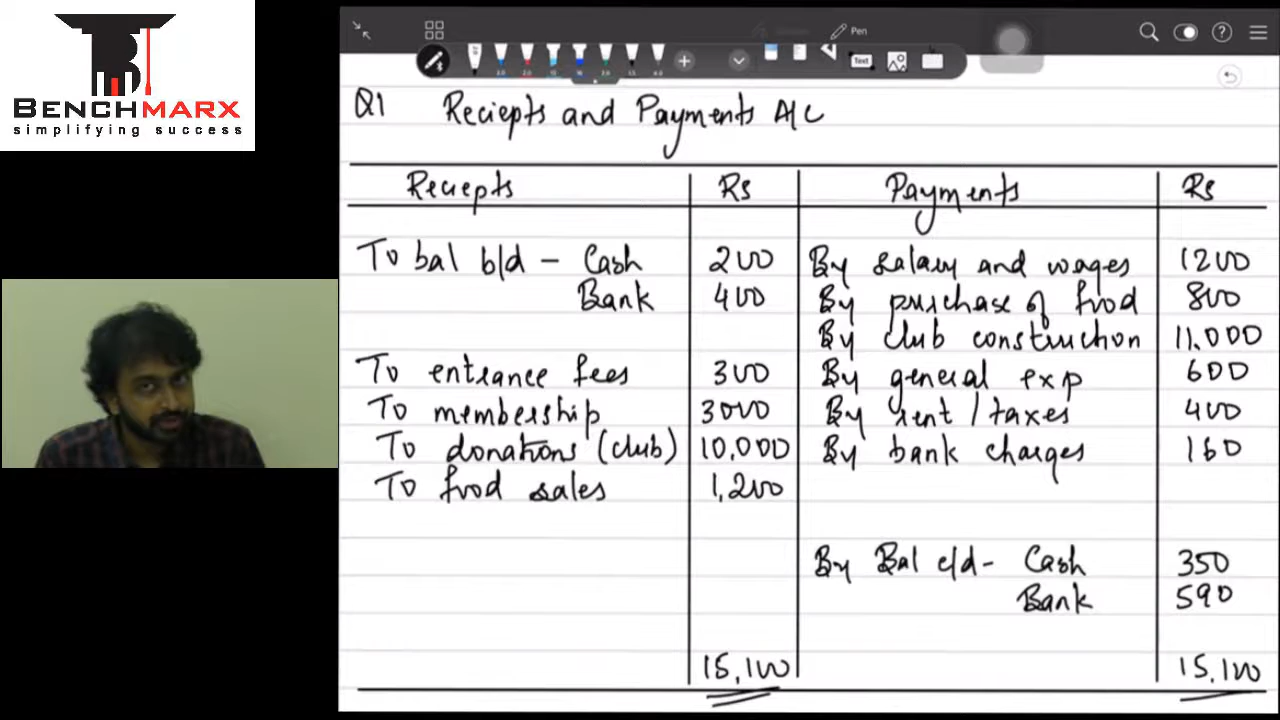 BENCHMARX
simplifying success
Pen
Text
Q1 Reciepts and Payments A/C
Reciepts Rs Payments Rs
To bal b/d - Cash 200 By salary and wages 1200
Bank 400 By purchase of food 800
By club construction 11,000
To entrance fees 300 By general exp 600
To membership 3000 By rent / taxes 400
To donations (club) 10,000 By bank charges 160
To food sales 1,200
By Bal c/d - Cash 350
Bank 590
15,100 15,100